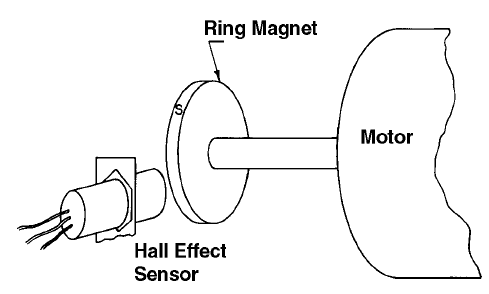 Ring Magnet
S
Motor
Hall Effect
Sensor